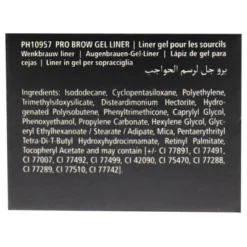 PH10957 PRO BROW GEL LINER | Liner gel pour les sourcils
Wenkbrauw liner | Augenbrauen-Gel-Liner | Lápiz de gel para
cejas | Liner in gel per sopracciglia
برو جل لرسم الحواجب
Ingredients: Isododecane, Cyclopentasiloxane, Polyethylene,
Trimethylsiloxysilicate, Disteardimonium Hectorite, Hydro-
genated Polyisobutene, Phenyltrimethicone, Caprylyl Glycol,
Phenoxyethanol, Propylene Carbonate, Hexylene Glycol, Glyc-
eryl Ethylhexanoate/Stearate/Adipate, Mica, Pentaerythrityl
Tetra-Di-T-Butyl Hydroxyhydrocinnamate, Retinyl Palmitate,
Tocopheryl Acetate and may contain [+/- CI 77891, CI 77491,
CI 77007, CI 77492, CI 77499, CI 42090, CI 75470, CI 77288,
CI 77289, CI 77510, CI 77742].